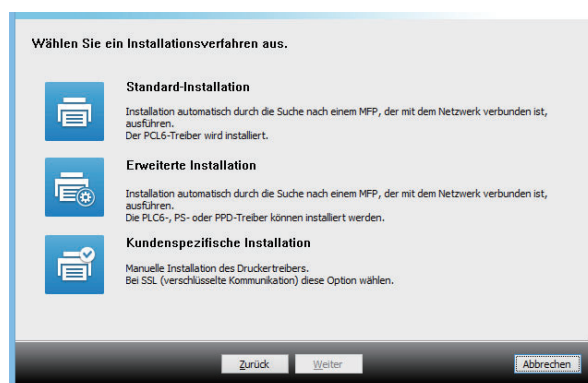 Wählen Sie ein Installationsverfahren aus.
Standard-Installation
Installation automatisch durch die Suche nach einem MFP, der mit dem Netzwerk verbunden ist,
ausführen.
Der PCL6-Treiber wird installiert.
Erweiterte Installation
Installation automatisch durch die Suche nach einem MFP, der mit dem Netzwerk verbunden ist,
ausführen.
Die PLC6-, PS- oder PPD-Treiber können installiert werden.
Kundenspezifische Installation
Manuelle Installation des Druckertreibers.
Bei SSL (verschlüsselte Kommunikation) diese Option wählen.
Zurück Weiter Abbrechen